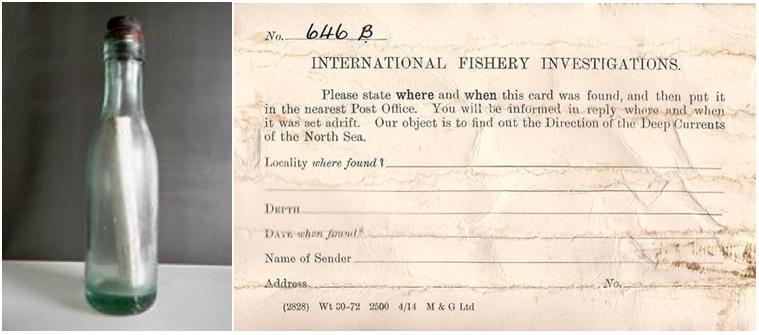 No. 646 B
INTERNATIONAL FISHERY INVESTIGATIONS.
Please state where and when this card was found, and then put it
in the nearest Post Office. You will be informed in reply where and when
it was set adrift. Our object is to find out the Direction of the Deep Currents
of the North Sea.
Locality where found?
DEPTH
DATE when found?
Name of Sender
Address No.
(2828) Wt 30-72 2500 4/14 M & G Ltd